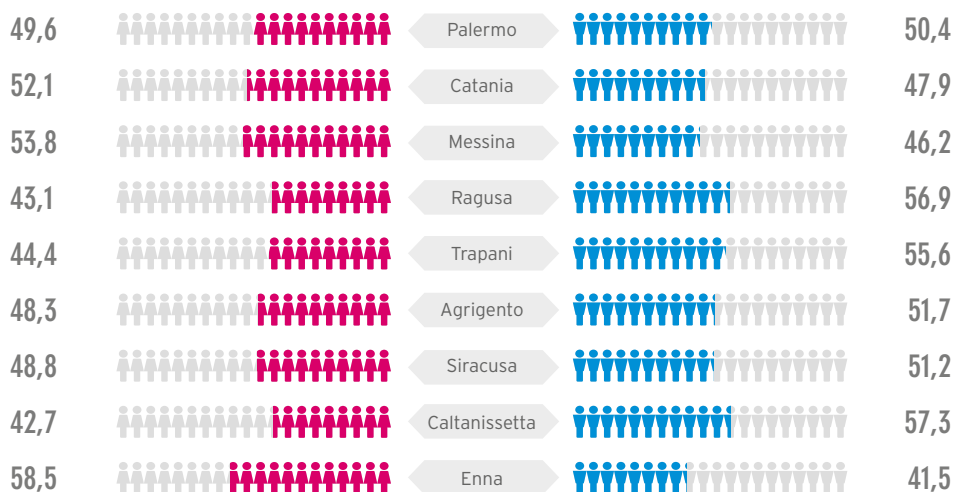 49,6 Palermo 50,4
52,1 Catania 47,9
53,8 Messina 46,2
43,1 Ragusa 56,9
44,4 Trapani 55,6
48,3 Agrigento 51,7
48,8 Siracusa 51,2
42,7 Caltanissetta 57,3
58,5 Enna 41,5